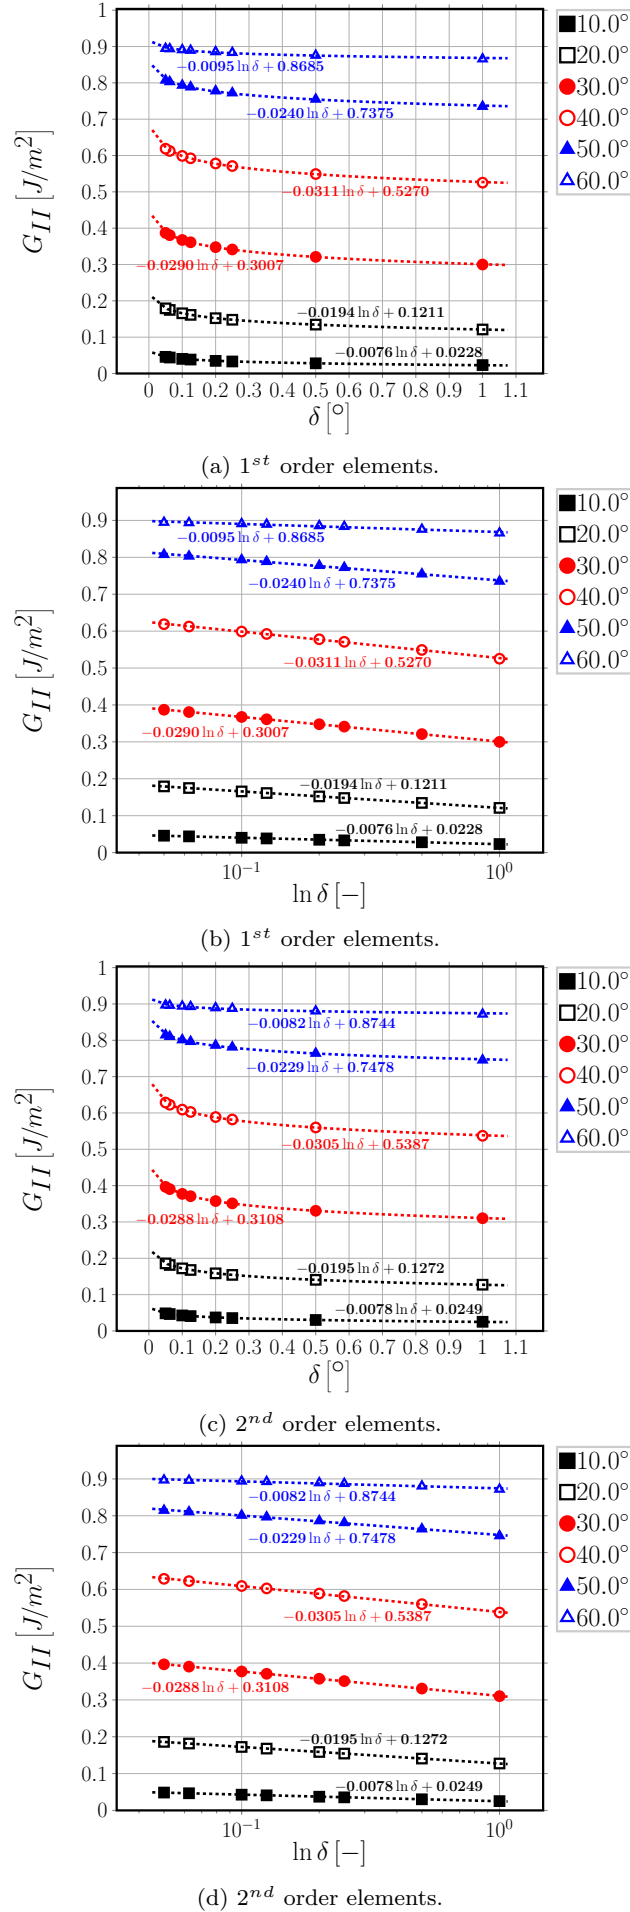 1
0.9
0.8
0.7
0.6
0.5
0.4
0.3
0.2
0.1
0
G_{II} [J/m^2]
−0.0095 ln δ + 0.8685
−0.0240 ln δ + 0.7375
−0.0311 ln δ + 0.5270
−0.0290 ln δ + 0.3007
−0.0194 ln δ + 0.1211
−0.0076 ln δ + 0.0228
10.0°
20.0°
30.0°
40.0°
50.0°
60.0°
0 0.1 0.2 0.3 0.4 0.5 0.6 0.7 0.8 0.9 1 1.1
δ [°]
(a) 1^{st} order elements.
0.9
0.8
0.7
0.6
0.5
0.4
0.3
0.2
0.1
0
G_{II} [J/m^2]
−0.0095 ln δ + 0.8685
−0.0240 ln δ + 0.7375
−0.0311 ln δ + 0.5270
−0.0290 ln δ + 0.3007
−0.0194 ln δ + 0.1211
−0.0076 ln δ + 0.0228
10.0°
20.0°
30.0°
40.0°
50.0°
60.0°
10^{−1} 10^0
ln δ [−]
(b) 1^{st} order elements.
1
0.9
0.8
0.7
0.6
0.5
0.4
0.3
0.2
0.1
0
G_{II} [J/m^2]
−0.0082 ln δ + 0.8744
−0.0229 ln δ + 0.7478
−0.0305 ln δ + 0.5387
−0.0288 ln δ + 0.3108
−0.0195 ln δ + 0.1272
−0.0078 ln δ + 0.0249
10.0°
20.0°
30.0°
40.0°
50.0°
60.0°
0 0.1 0.2 0.3 0.4 0.5 0.6 0.7 0.8 0.9 1 1.1
δ [°]
(c) 2^{nd} order elements.
0.9
0.8
0.7
0.6
0.5
0.4
0.3
0.2
0.1
0
G_{II} [J/m^2]
−0.0082 ln δ + 0.8744
−0.0229 ln δ + 0.7478
−0.0305 ln δ + 0.5387
−0.0288 ln δ + 0.3108
−0.0195 ln δ + 0.1272
−0.0078 ln δ + 0.0249
10.0°
20.0°
30.0°
40.0°
50.0°
60.0°
10^{−1} 10^0
ln δ [−]
(d) 2^{nd} order elements.